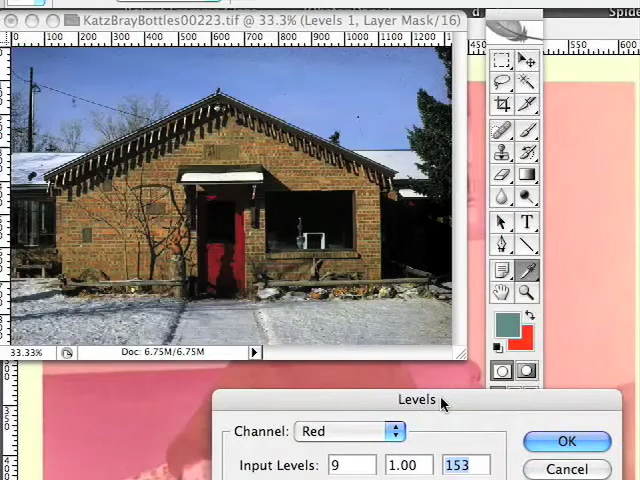 d
Spide
KatzBrayBottles00223.tif @ 33.3% (Levels 1, Layer Mask/16)
0 100 200 300 400 500 600 700 800 900 1000 1100 1200
450 550 600
T
33.33% Doc: 6.75M/6.75M
Levels
Channel: Red
OK
Input Levels: 9 1.00 153
Cancel